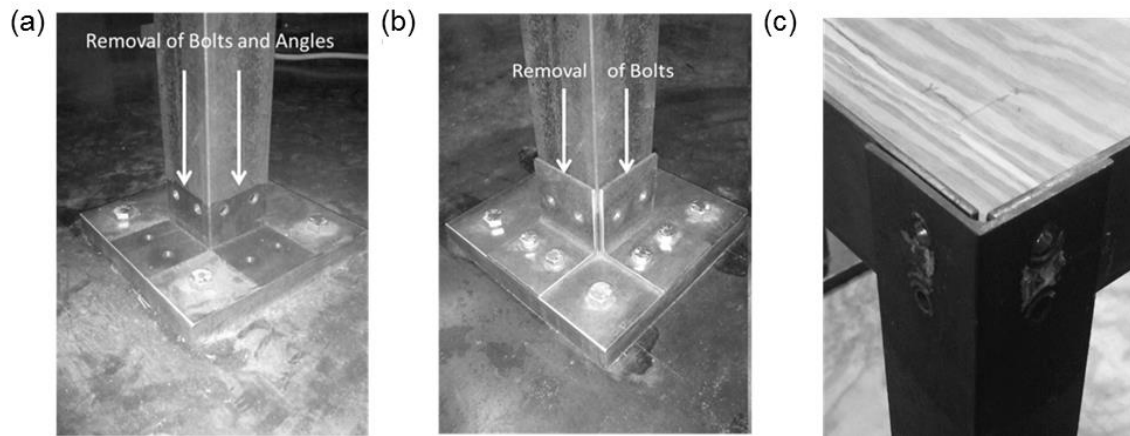 (a)
Removal of Bolts and Angles
(b)
Removal of Bolts
(c)